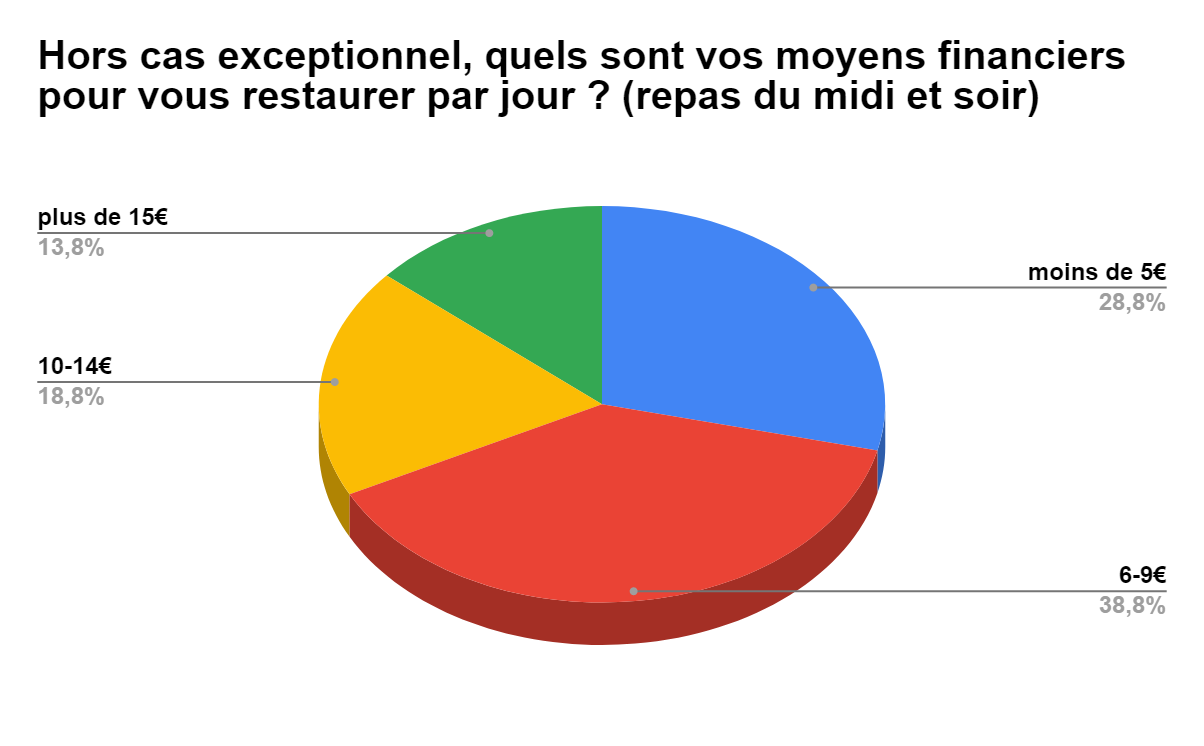 Hors cas exceptionnel, quels sont vos moyens financiers
pour vous restaurer par jour ? (repas du midi et soir)
plus de 15€
13,8%
moins de 5€
28,8%
10-14€
18,8%
6-9€
38,8%